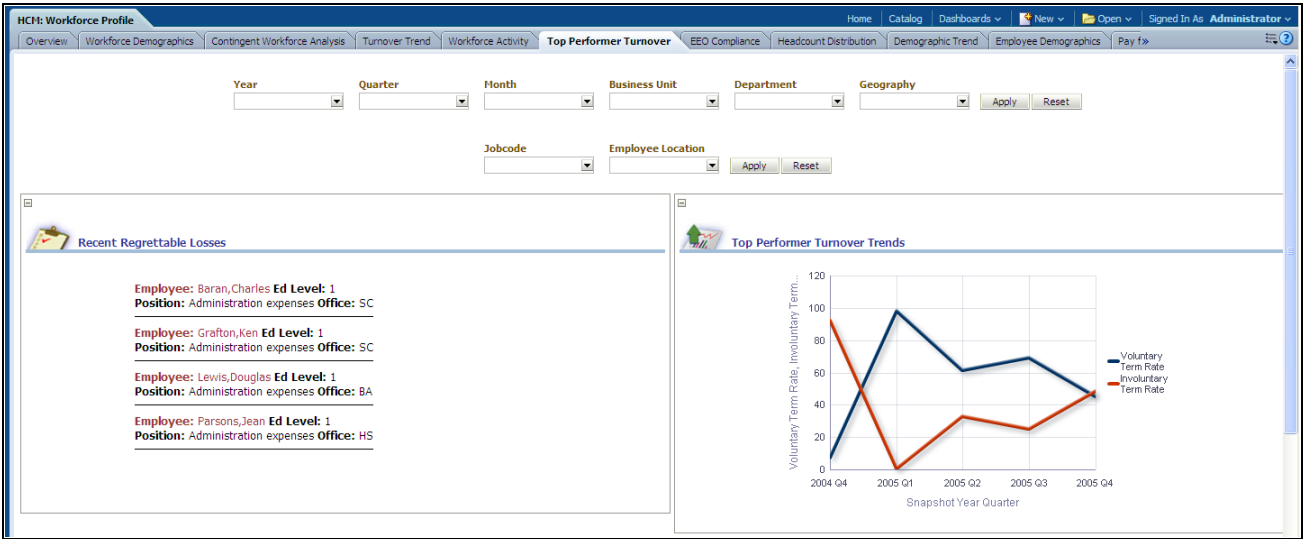 HCM: Workforce Profile
Home Catalog Dashboards New Open Signed In As Administrator
Overview Workforce Demographics Contingent Workforce Analysis Turnover Trend Workforce Activity Top Performer Turnover EEO Compliance Headcount Distribution Demographic Trend Employee Demographics Pay f»
Year Quarter Month Business Unit Department Geography
Apply Reset
Jobcode Employee Location
Apply Reset
Recent Regrettable Losses
Employee: Baran,Charles Ed Level: 1
Position: Administration expenses Office: SC
Employee: Grafton,Ken Ed Level: 1
Position: Administration expenses Office: SC
Employee: Lewis,Douglas Ed Level: 1
Position: Administration expenses Office: BA
Employee: Parsons,Jean Ed Level: 1
Position: Administration expenses Office: HS
Top Performer Turnover Trends
Voluntary Term Rate, Involuntary Term...
120
100
80
60
40
20
0
2004 Q4 2005 Q1 2005 Q2 2005 Q3 2005 Q4
Snapshot Year Quarter
Voluntary
Term Rate
Involuntary
Term Rate